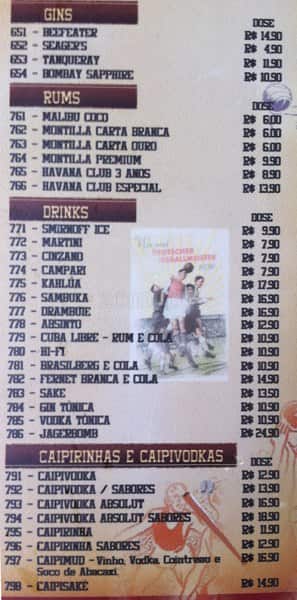 GINS DOSE
651 - BEEFEATER R$ 14,90
652 - SEAGER'S R$ 4,90
653 - TANQUERAY R$ 11,90
654 - BOMBAY SAPPHIRE R$ 10,90
RUMS DOSE
761 - MALIBU COCO R$ 6,00
762 - MONTILLA CARTA BRANCA R$ 6,00
763 - MONTILLA CARTA OURO R$ 6,00
764 - MONTILLA PREMIUM R$ 9,90
765 - HAVANA CLUB 3 ANOS R$ 8,90
766 - HAVANA CLUB ESPECIAL R$ 13,90
DRINKS DOSE
771 - SMIRNOFF ICE R$ 9,90
772 - MARTINI R$ 7,90
773 - CINZANO R$ 7,90
774 - CAMPARI R$ 7,90
775 - KAHLÚA R$ 17,90
776 - SAMBUKA R$ 16,90
777 - DRAMBUIE R$ 16,90
778 - ABSINTO R$ 12,90
779 - CUBA LIBRE - RUM E COLA R$ 10,90
780 - HI-FI R$ 10,90
781 - BRASILBERG E COLA R$ 10,90
782 - FERNET BRANCA E COLA R$ 14,90
783 - SAKE R$ 13,50
784 - GIN TÔNICA R$ 10,90
785 - VODKA TÔNICA R$ 10,90
786 - JAGERBOMB R$ 24,90
DEUTSCHER
FUSSBALLMEISTER
CAIPIRINHAS E CAIPIVODKAS DOSE
791 - CAIPIVODKA R$ 12,90
792 - CAIPIVODKA / SABORES R$ 13,90
793 - CAIPIVODKA ABSOLUT R$ 16,90
794 - CAIPIVODKA ABSOLUT SABORES R$ 18,90
795 - CAIPIRINHA R$ 11,90
796 - CAIPIRINHA SABORES R$ 12,90
797 - CAIPIMUD - Vinho, Vodka, Cointreau e R$ 16,90
Suco de Abacaxi
798 - CAIPISAKÊ R$ 14,90